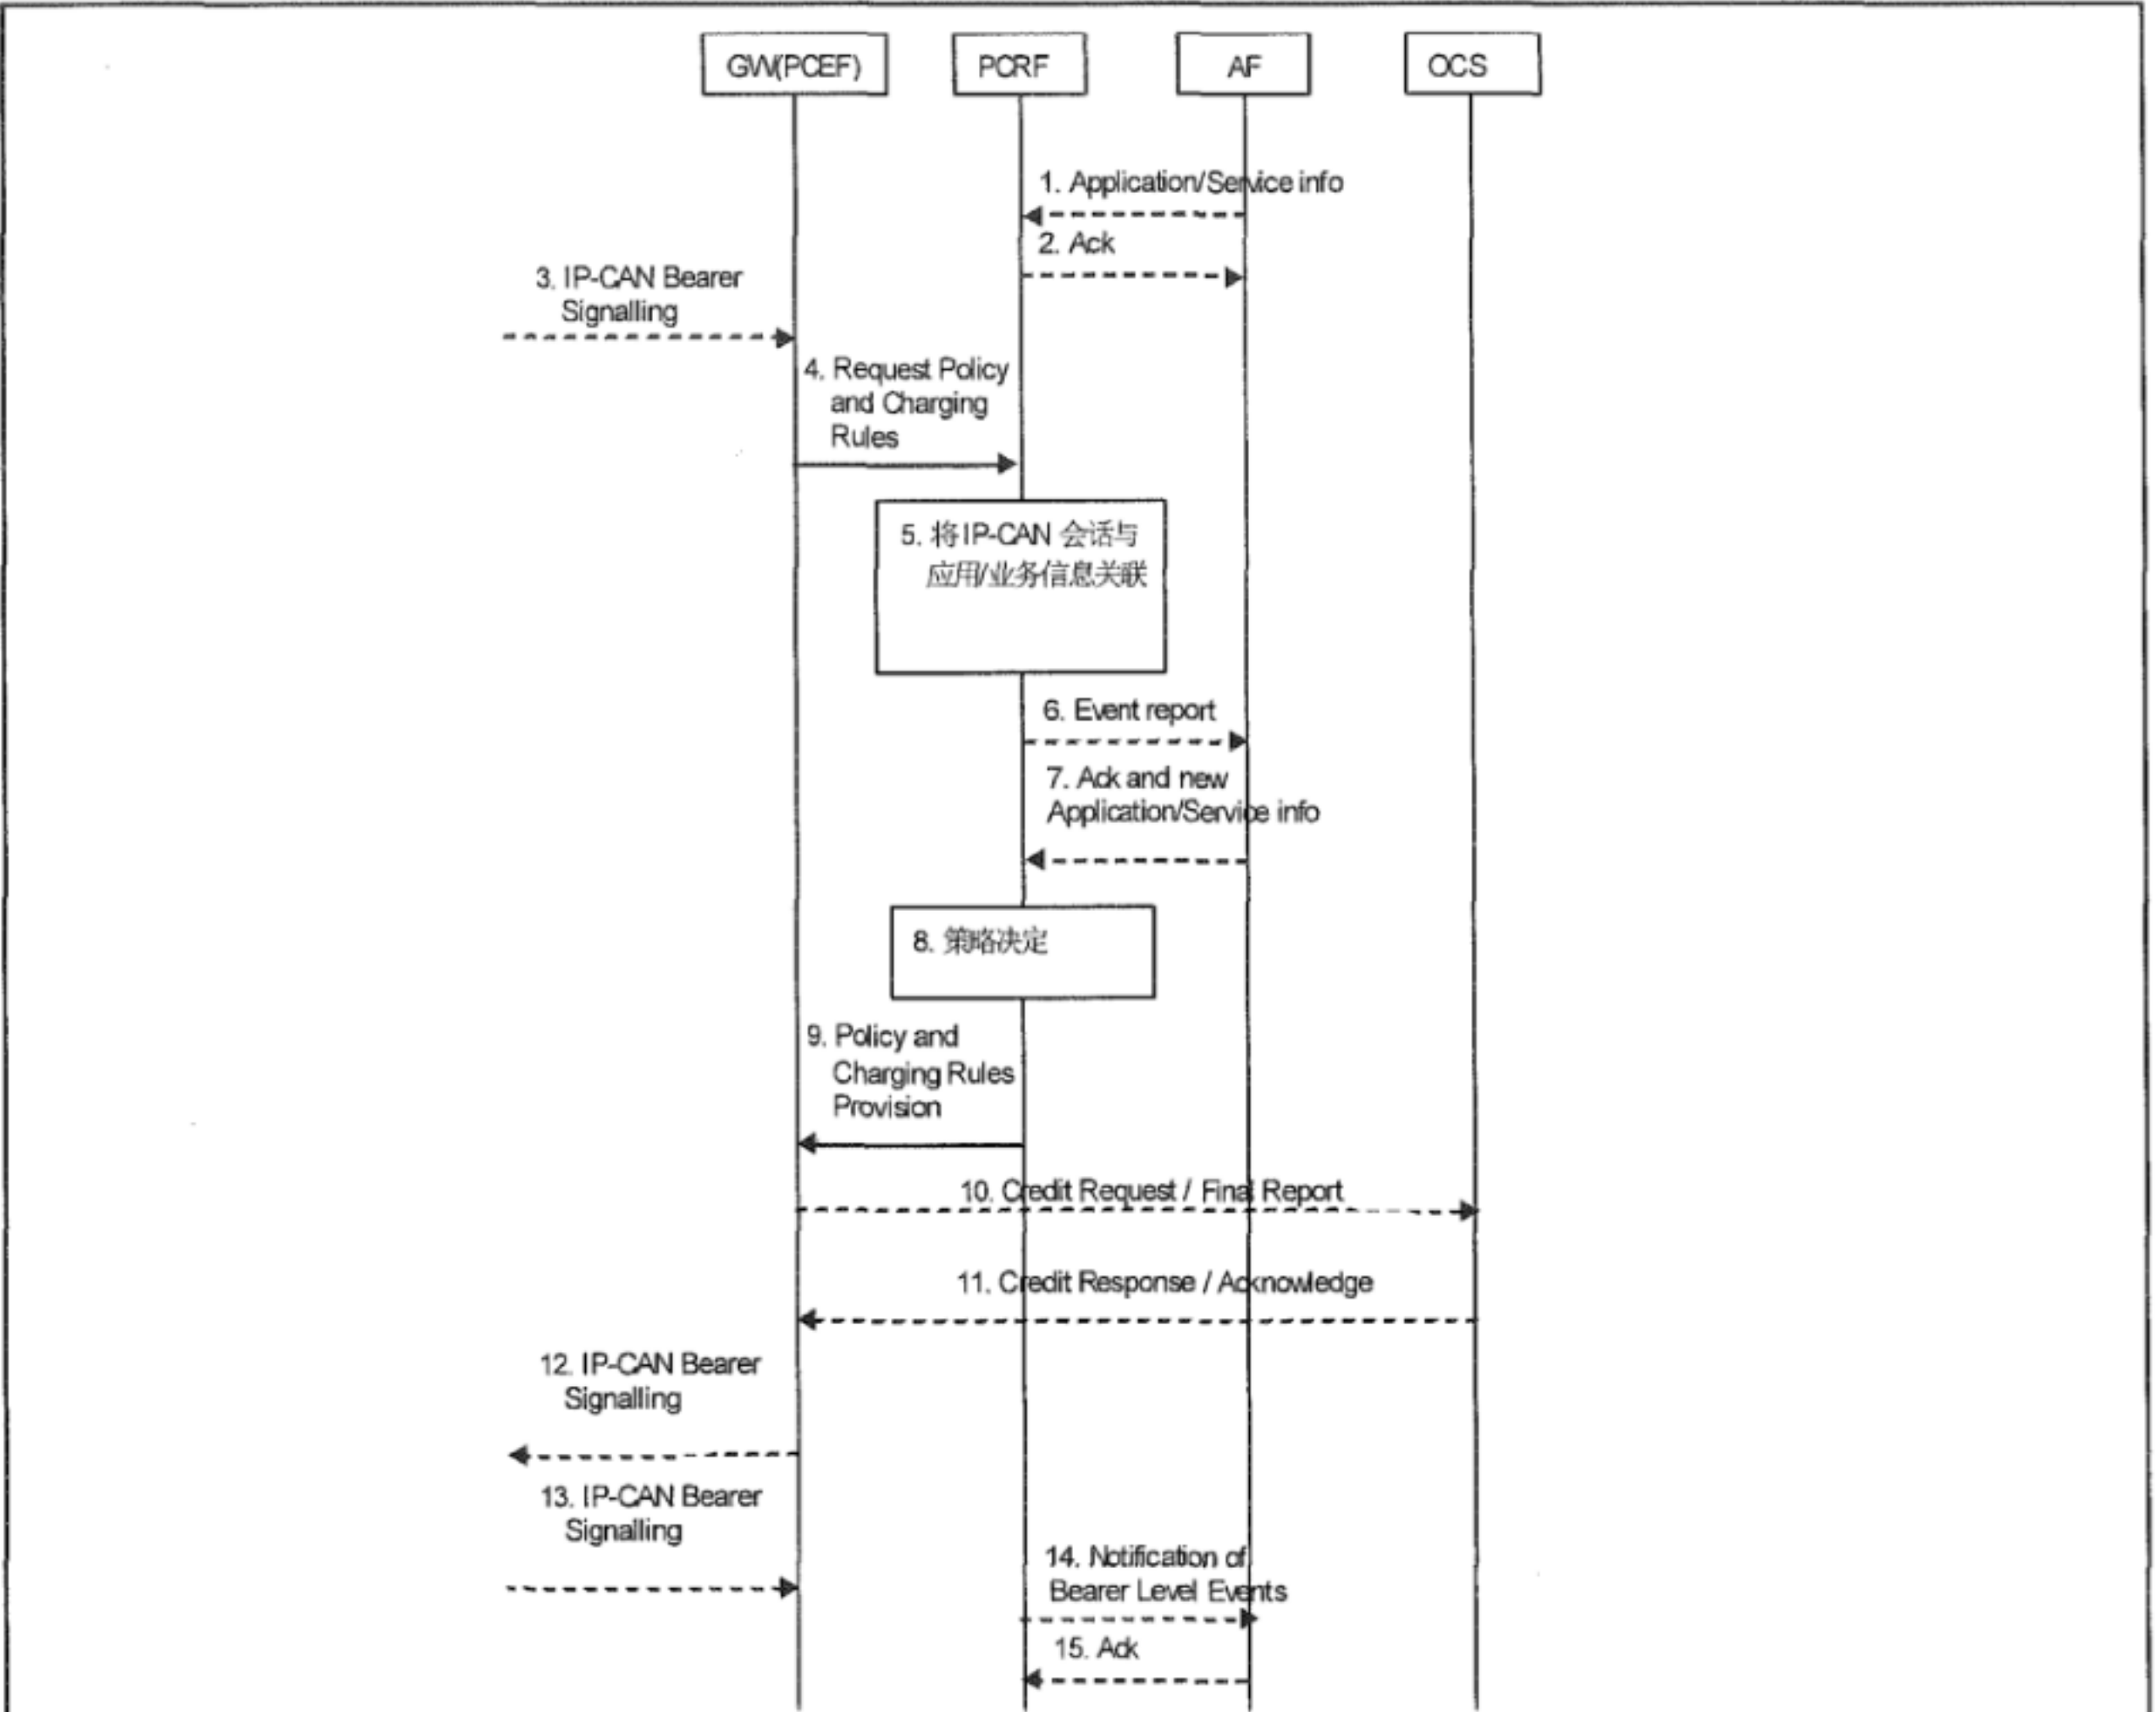 GW(PCEF)
PCRF
AF
OCS
1. Application/Service info
2. Ack
3. IP-CAN Bearer
Signalling
4. Request Policy
and Charging
Rules
5. 将IP-CAN 会话与
应用/业务信息关联
6. Event report
7. Ack and new
Application/Service info
8. 策略决定
9. Policy and
Charging Rules
Provision
10. Credit Request / Final Report
11. Credit Response / Acknowledge
12. IP-CAN Bearer
Signalling
13. IP-CAN Bearer
Signalling
14. Notification of
Bearer Level Events
15. Ack